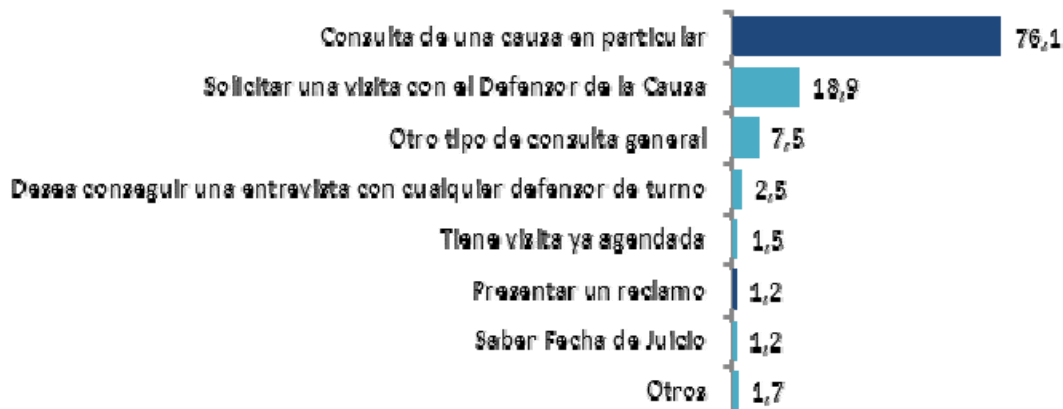 Consulta de una causa en particular 76,1
Solicitar una visita con el Defensor de la Causa 18,9
Otro tipo de consulta general 7,5
Desea conseguir una entrevista con cualquier defensor de turno 2,5
Tiene visita ya agendada 1,5
Presentar un reclamo 1,2
Saber Fecha de Juicio 1,2
Otros 1,7